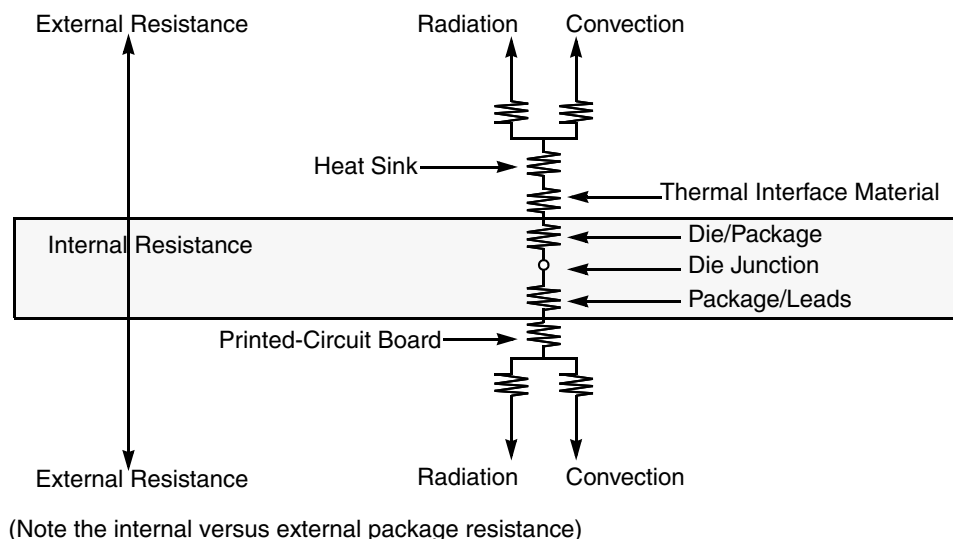 External Resistance
Radiation
Convection
Heat Sink
Thermal Interface Material
Internal Resistance
Die/Package
Die Junction
Package/Leads
Printed-Circuit Board
External Resistance
Radiation
Convection
(Note the internal versus external package resistance)